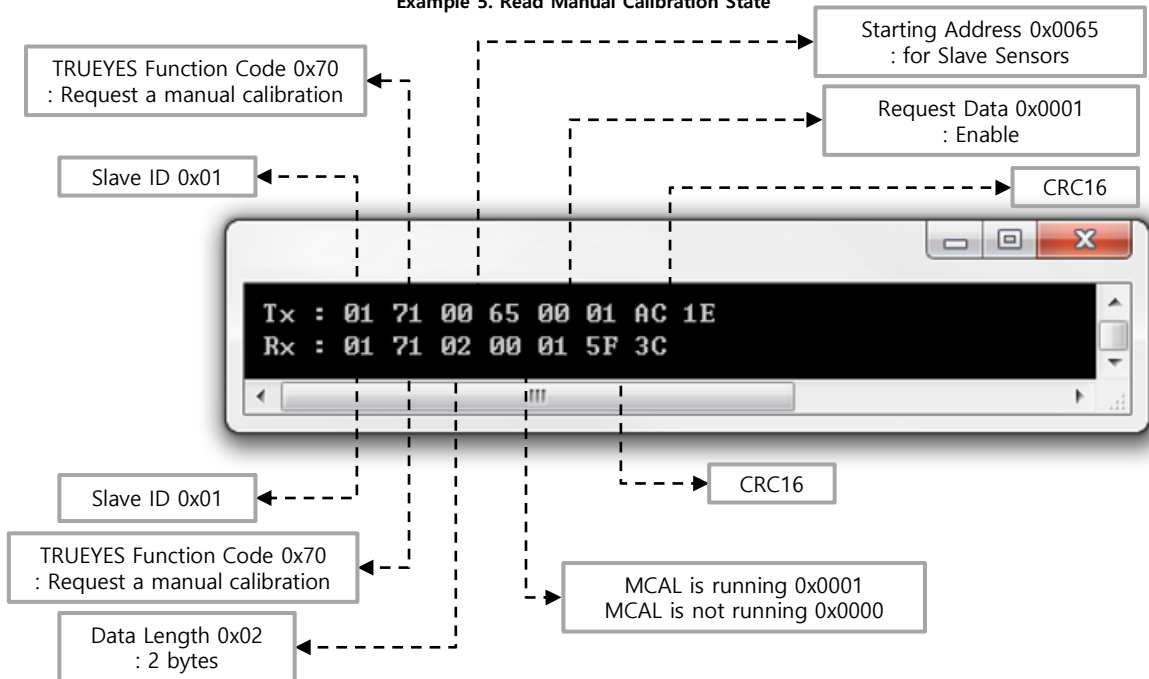 Example 5. Read Manual Calibration State
Starting Address 0x0065
: for Slave Sensors
TRUEYES Function Code 0x70
: Request a manual calibration
Request Data 0x0001
: Enable
Slave ID 0x01
CRC16
Tx : 01 71 00 65 00 01 AC 1E
Rx : 01 71 02 00 01 5F 3C
Slave ID 0x01
CRC16
TRUEYES Function Code 0x70
: Request a manual calibration
MCAL is running 0x0001
MCAL is not running 0x0000
Data Length 0x02
: 2 bytes